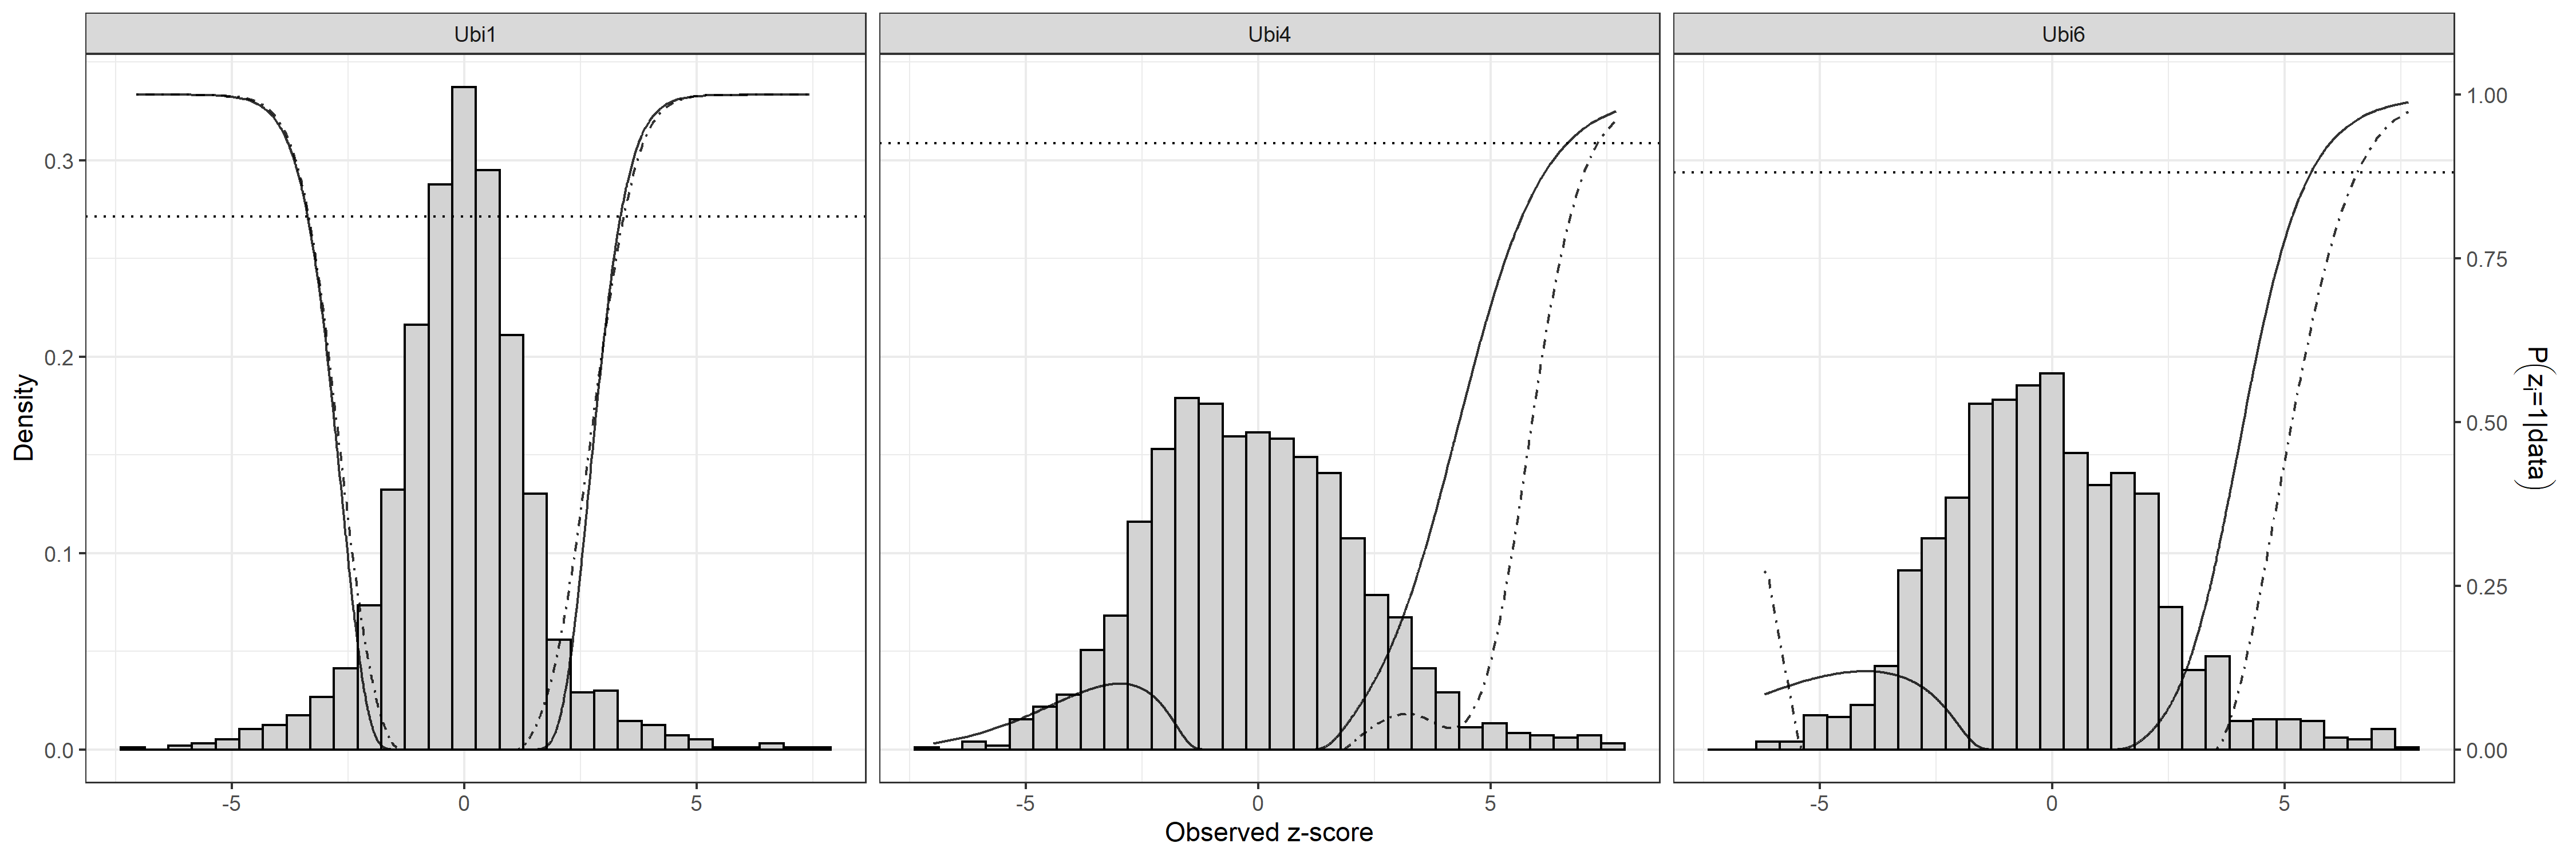 Ubi1 Ubi4 Ubi6
1.00
0.3
0.75
0.2
Density
0.50
P(zᵢ=1|data)
0.1
0.25
0.0
0.00
-5 0 5 -5 0 5 -5 0 5
Observed z-score